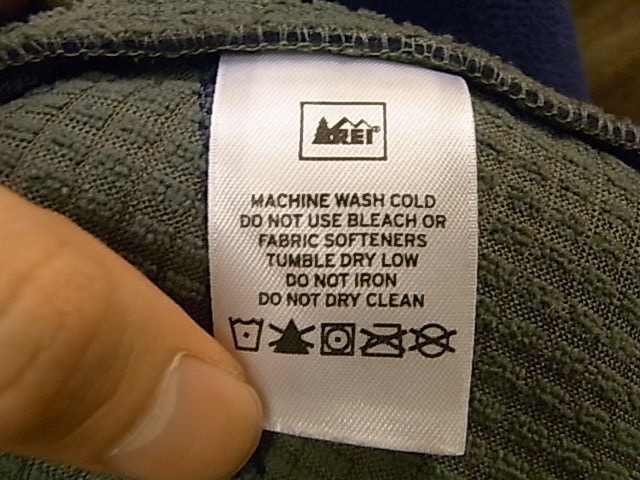 REI®
MACHINE WASH COLD
DO NOT USE BLEACH OR
FABRIC SOFTENERS
TUMBLE DRY LOW
DO NOT IRON
DO NOT DRY CLEAN